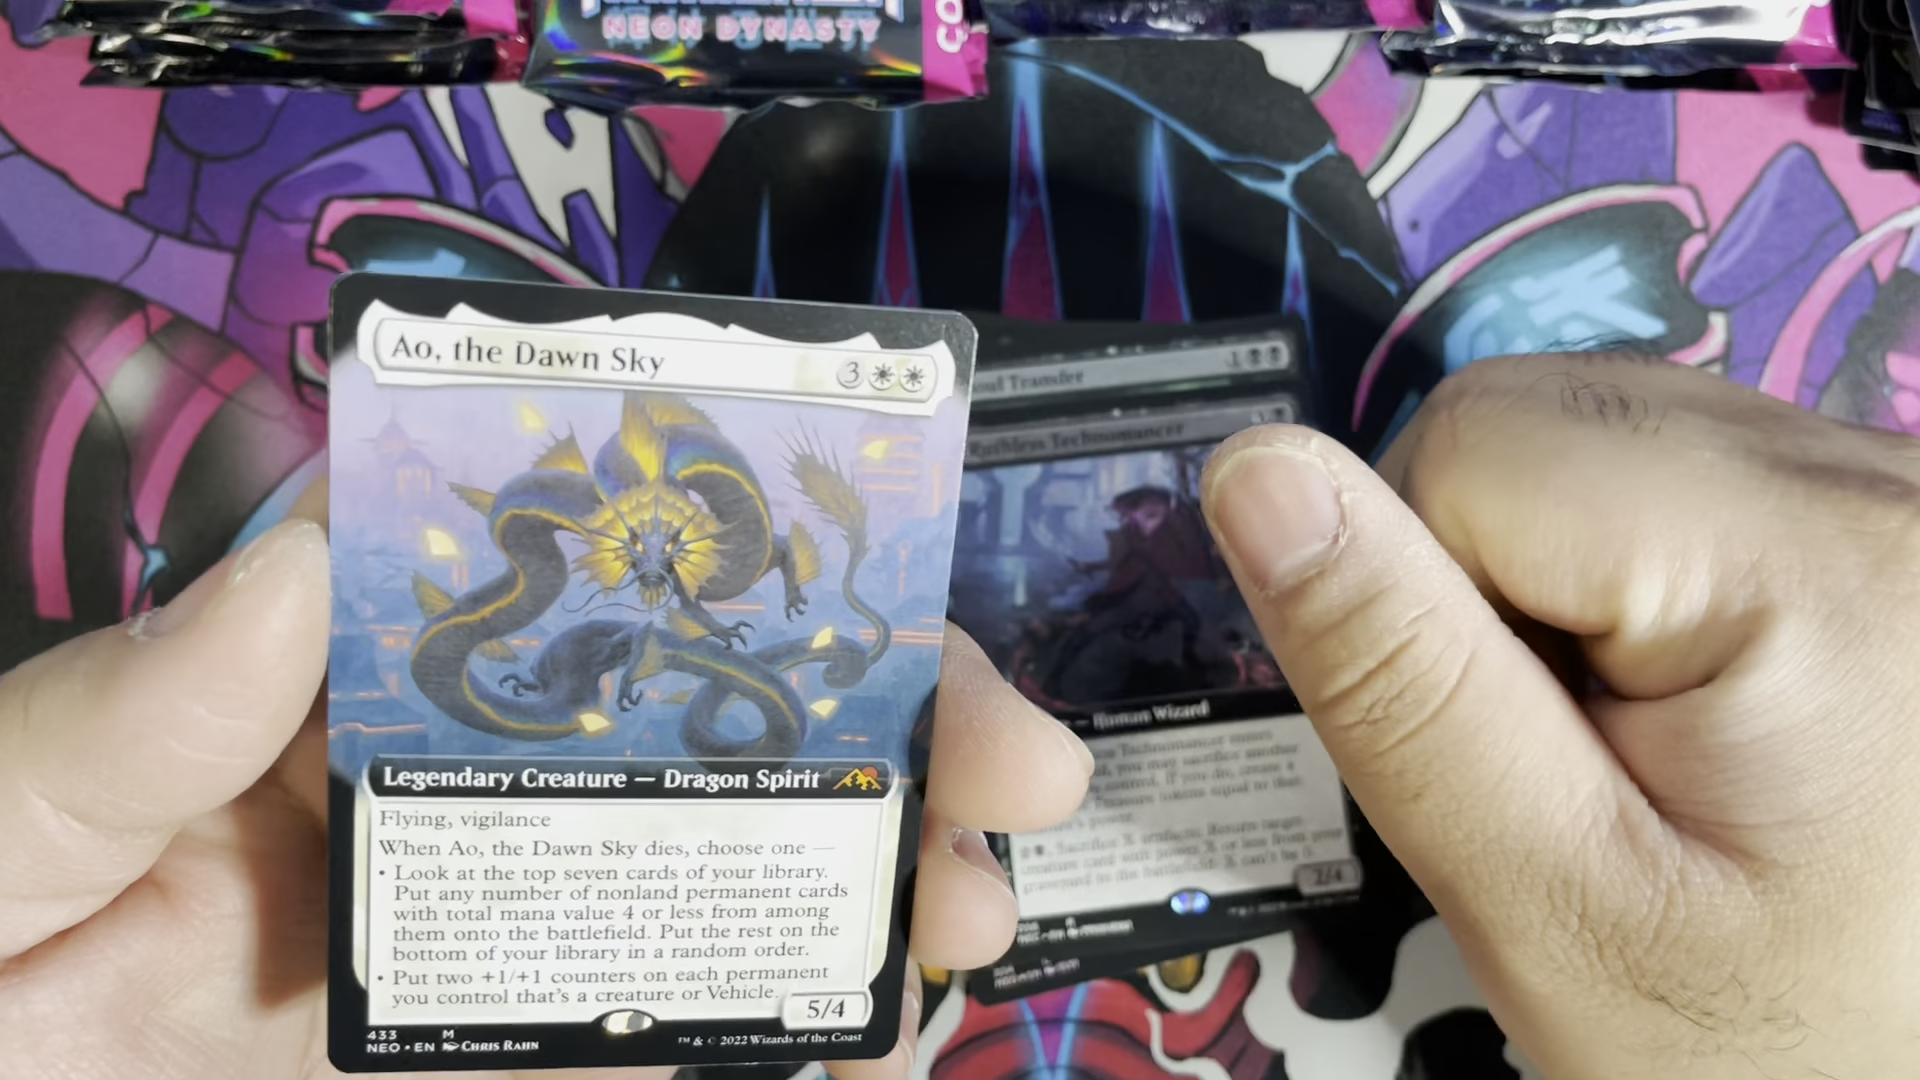 NEON DYNASTY
CO
Ao, the Dawn Sky
3
Legendary Creature — Dragon Spirit
Flying, vigilance
When Ao, the Dawn Sky dies, choose one —
• Look at the top seven cards of your library.
Put any number of nonland permanent cards
with total mana value 4 or less from among
them onto the battlefield. Put the rest on the
bottom of your library in a random order.
• Put two +1/+1 counters on each permanent
you control that's a creature or Vehicle.
5/4
433 M
NEO • EN Chris Rahn
™ & © 2022 Wizards of the Coast
oul Transfer
1
Ruthless Technomancer
— Human Wizard
2/4